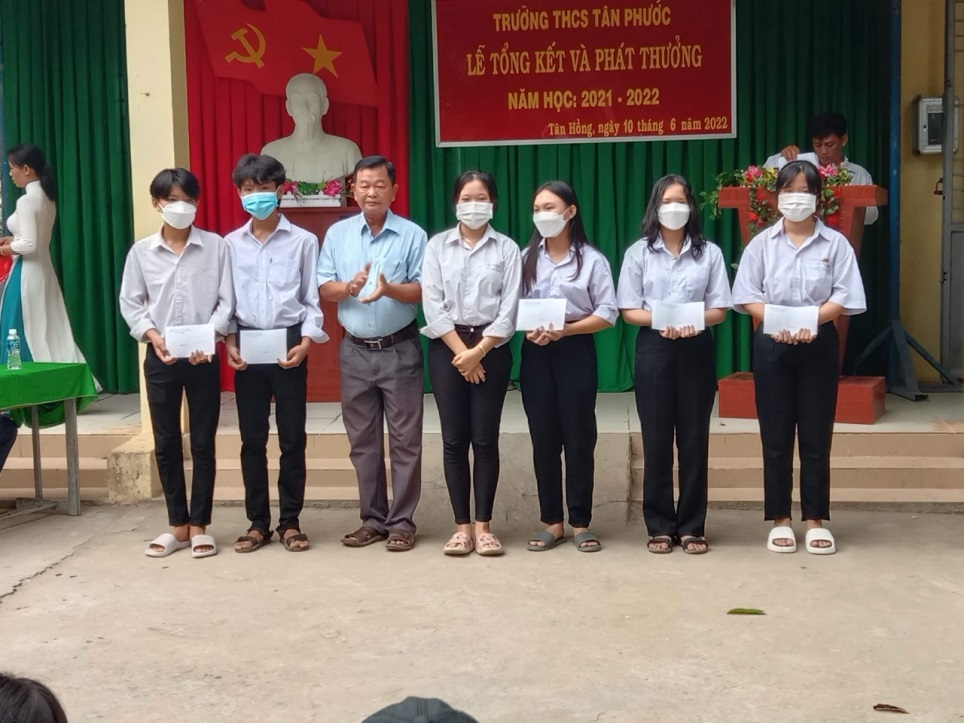 TRƯỜNG THCS TÂN PHƯỚC
LỄ TỔNG KẾT VÀ PHÁT THƯỞNG
NĂM HỌC: 2021 - 2022
Tân Hồng, ngày 10 tháng 6 năm 2022